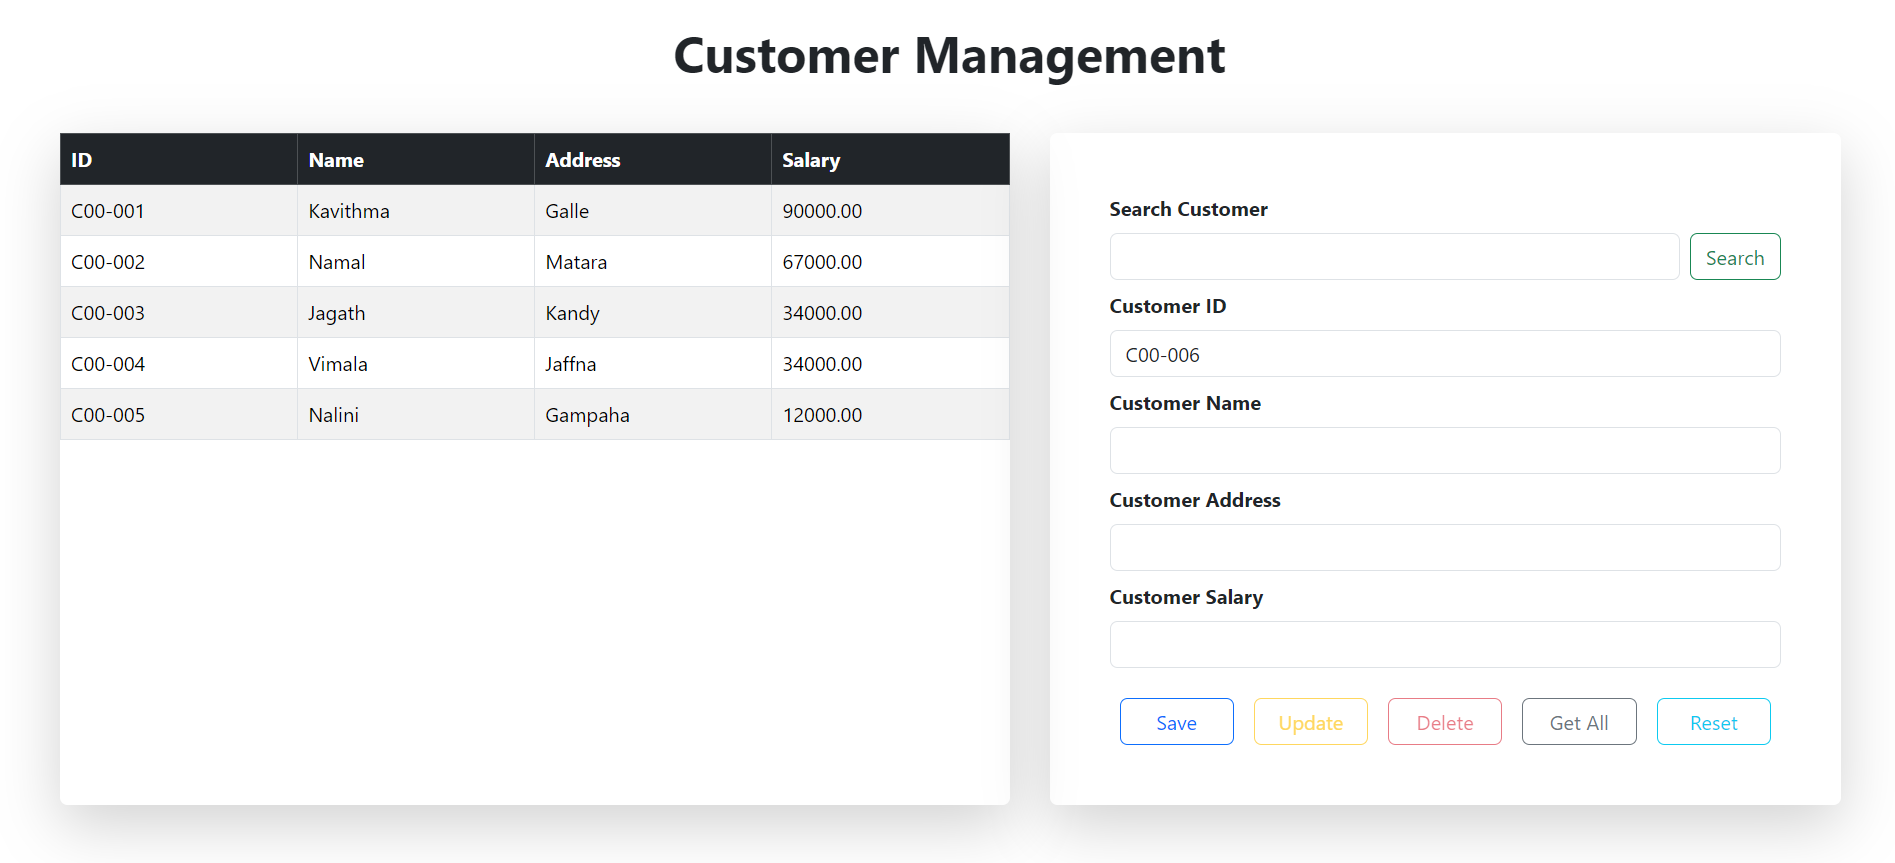 Customer Management
ID Name Address Salary
C00-001 Kavithma Galle 90000.00
C00-002 Namal Matara 67000.00
C00-003 Jagath Kandy 34000.00
C00-004 Vimala Jaffna 34000.00
C00-005 Nalini Gampaha 12000.00
Search Customer
Search
Customer ID
C00-006
Customer Name
Customer Address
Customer Salary
Save Update Delete Get All Reset